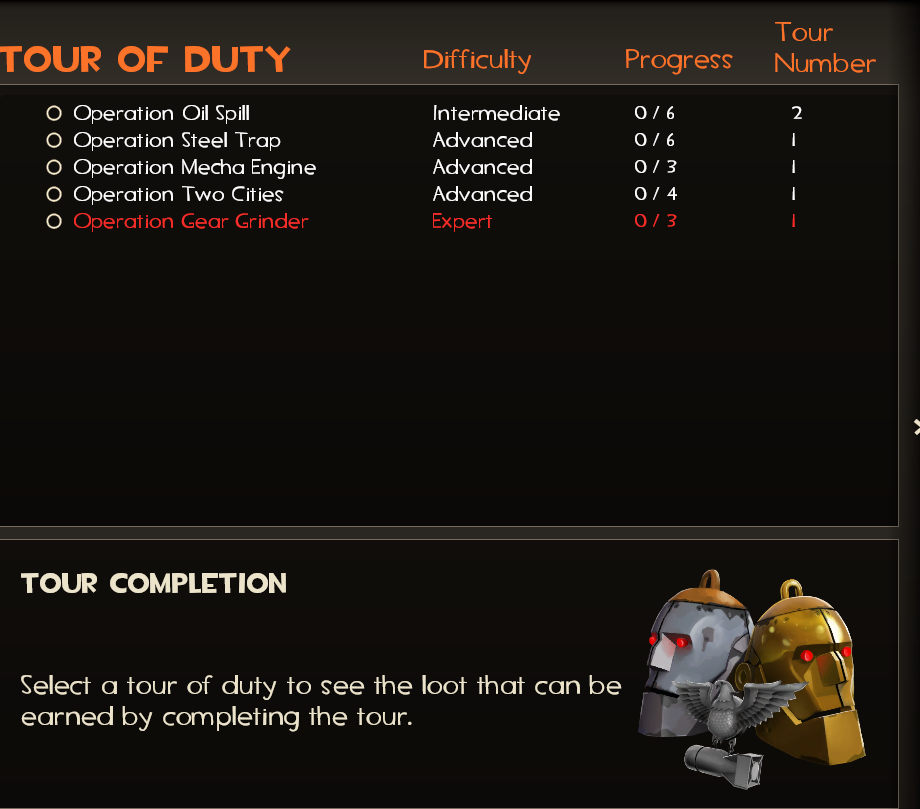 TOUR OF DUTY Difficulty Progress Tour Number
Operation Oil Spill Intermediate 0 / 6 2
Operation Steel Trap Advanced 0 / 6 1
Operation Mecha Engine Advanced 0 / 3 1
Operation Two Cities Advanced 0 / 4 1
Operation Gear Grinder Expert 0 / 3 1
TOUR COMPLETION
Select a tour of duty to see the loot that can be
earned by completing the tour.